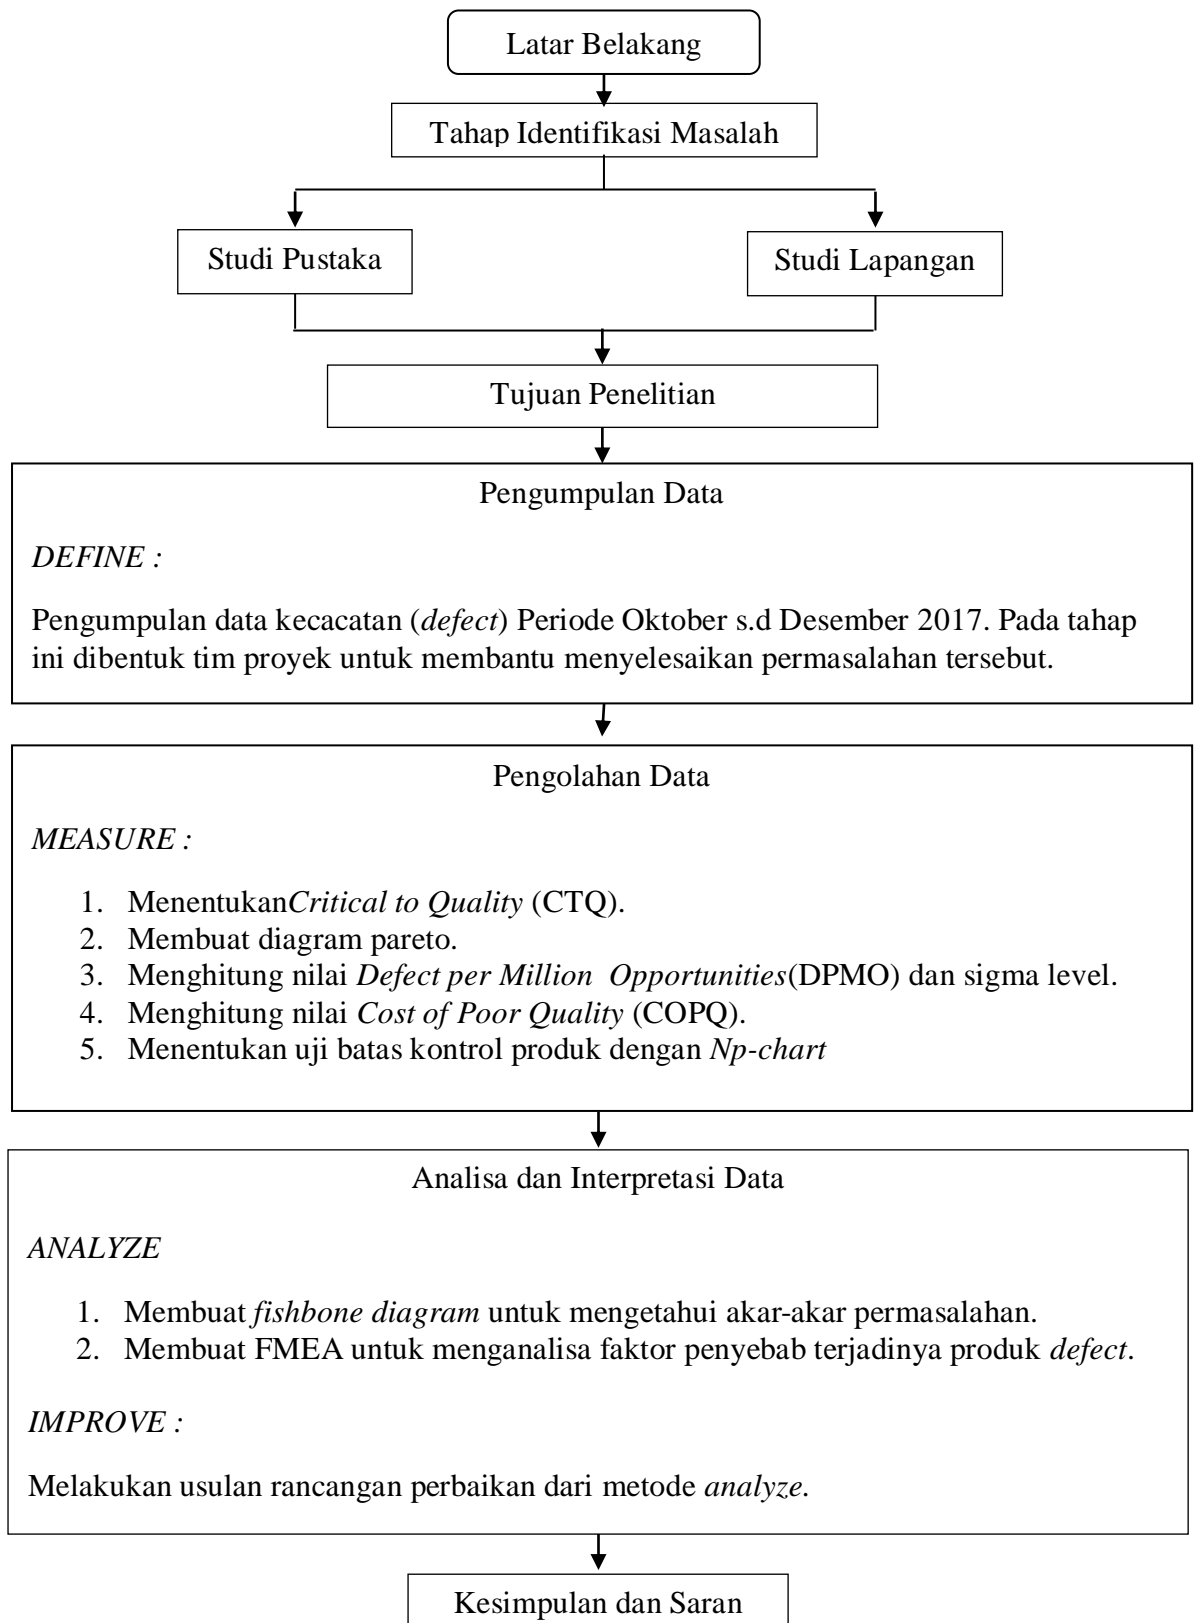 Latar Belakang
Tahap Identifikasi Masalah
Studi Pustaka
Studi Lapangan
Tujuan Penelitian
Pengumpulan Data
DEFINE :
Pengumpulan data kecacatan (defect) Periode Oktober s.d Desember 2017. Pada tahap
ini dibentuk tim proyek untuk membantu menyelesaikan permasalahan tersebut.
Pengolahan Data
MEASURE :
1. MenentukanCritical to Quality (CTQ).
2. Membuat diagram pareto.
3. Menghitung nilai Defect per Million Opportunities(DPMO) dan sigma level.
4. Menghitung nilai Cost of Poor Quality (COPQ).
5. Menentukan uji batas kontrol produk dengan Np-chart
Analisa dan Interpretasi Data
ANALYZE
1. Membuat fishbone diagram untuk mengetahui akar-akar permasalahan.
2. Membuat FMEA untuk menganalisa faktor penyebab terjadinya produk defect.
IMPROVE :
Melakukan usulan rancangan perbaikan dari metode analyze.
Kesimpulan dan Saran